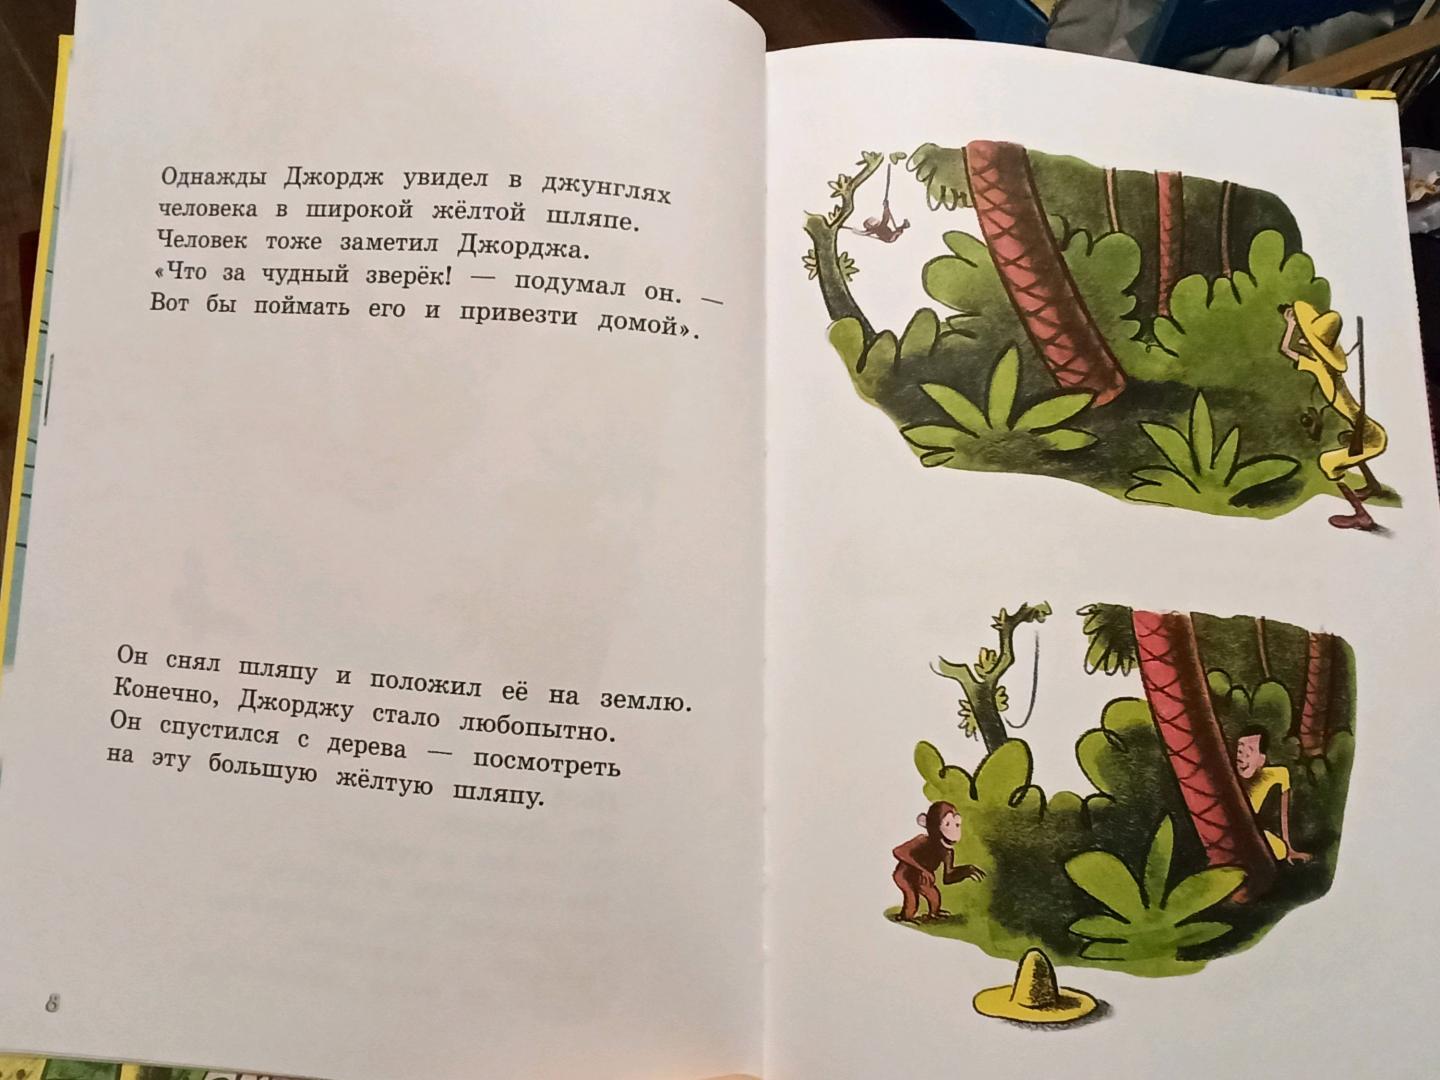 Однажды Джордж увидел в джунглях
человека в широкой жёлтой шляпе.
Человек тоже заметил Джорджа.
«Что за чудный зверёк! — подумал он. —
Вот бы поймать его и привезти домой».
Он снял шляпу и положил её на землю.
Конечно, Джорджу стало любопытно.
Он спустился с дерева — посмотреть
на эту большую жёлтую шляпу.
8